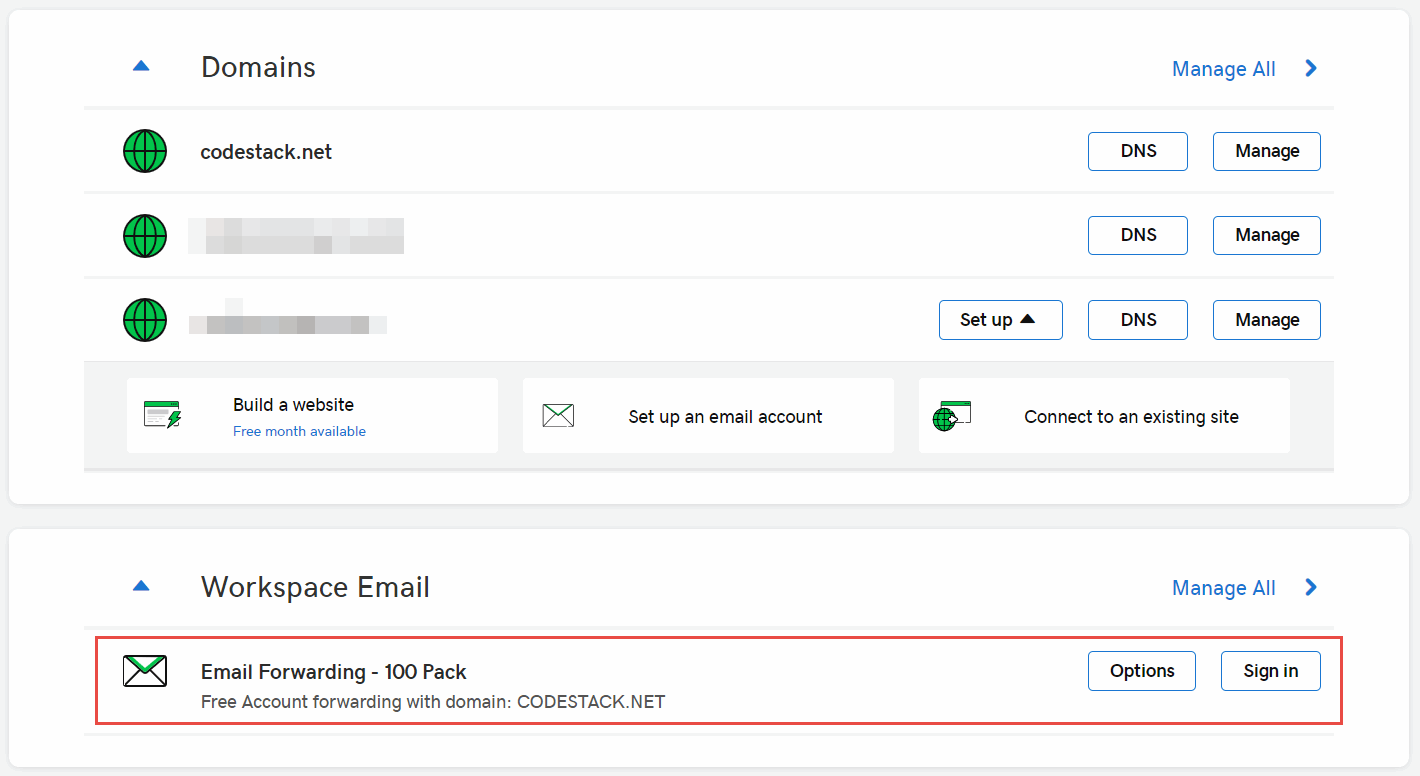 Domains
Manage All
codestack.net
DNS
Manage
DNS
Manage
Set up
DNS
Manage
Build a website
Free month available
Set up an email account
Connect to an existing site
Workspace Email
Manage All
Email Forwarding - 100 Pack
Free Account forwarding with domain: CODESTACK.NET
Options
Sign in